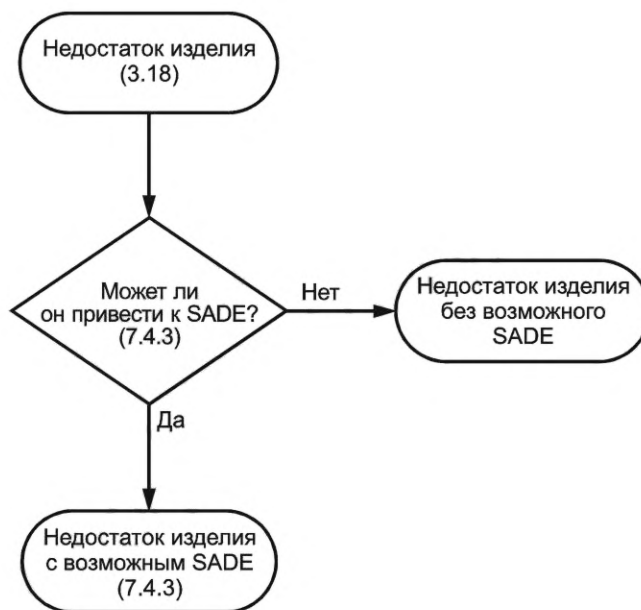 Недостаток изделия
(3.18)
Может ли
он привести к SADE?
(7.4.3)
Нет
Недостаток изделия
без возможного
SADE
Да
Недостаток изделия
с возможным SADE
(7.4.3)